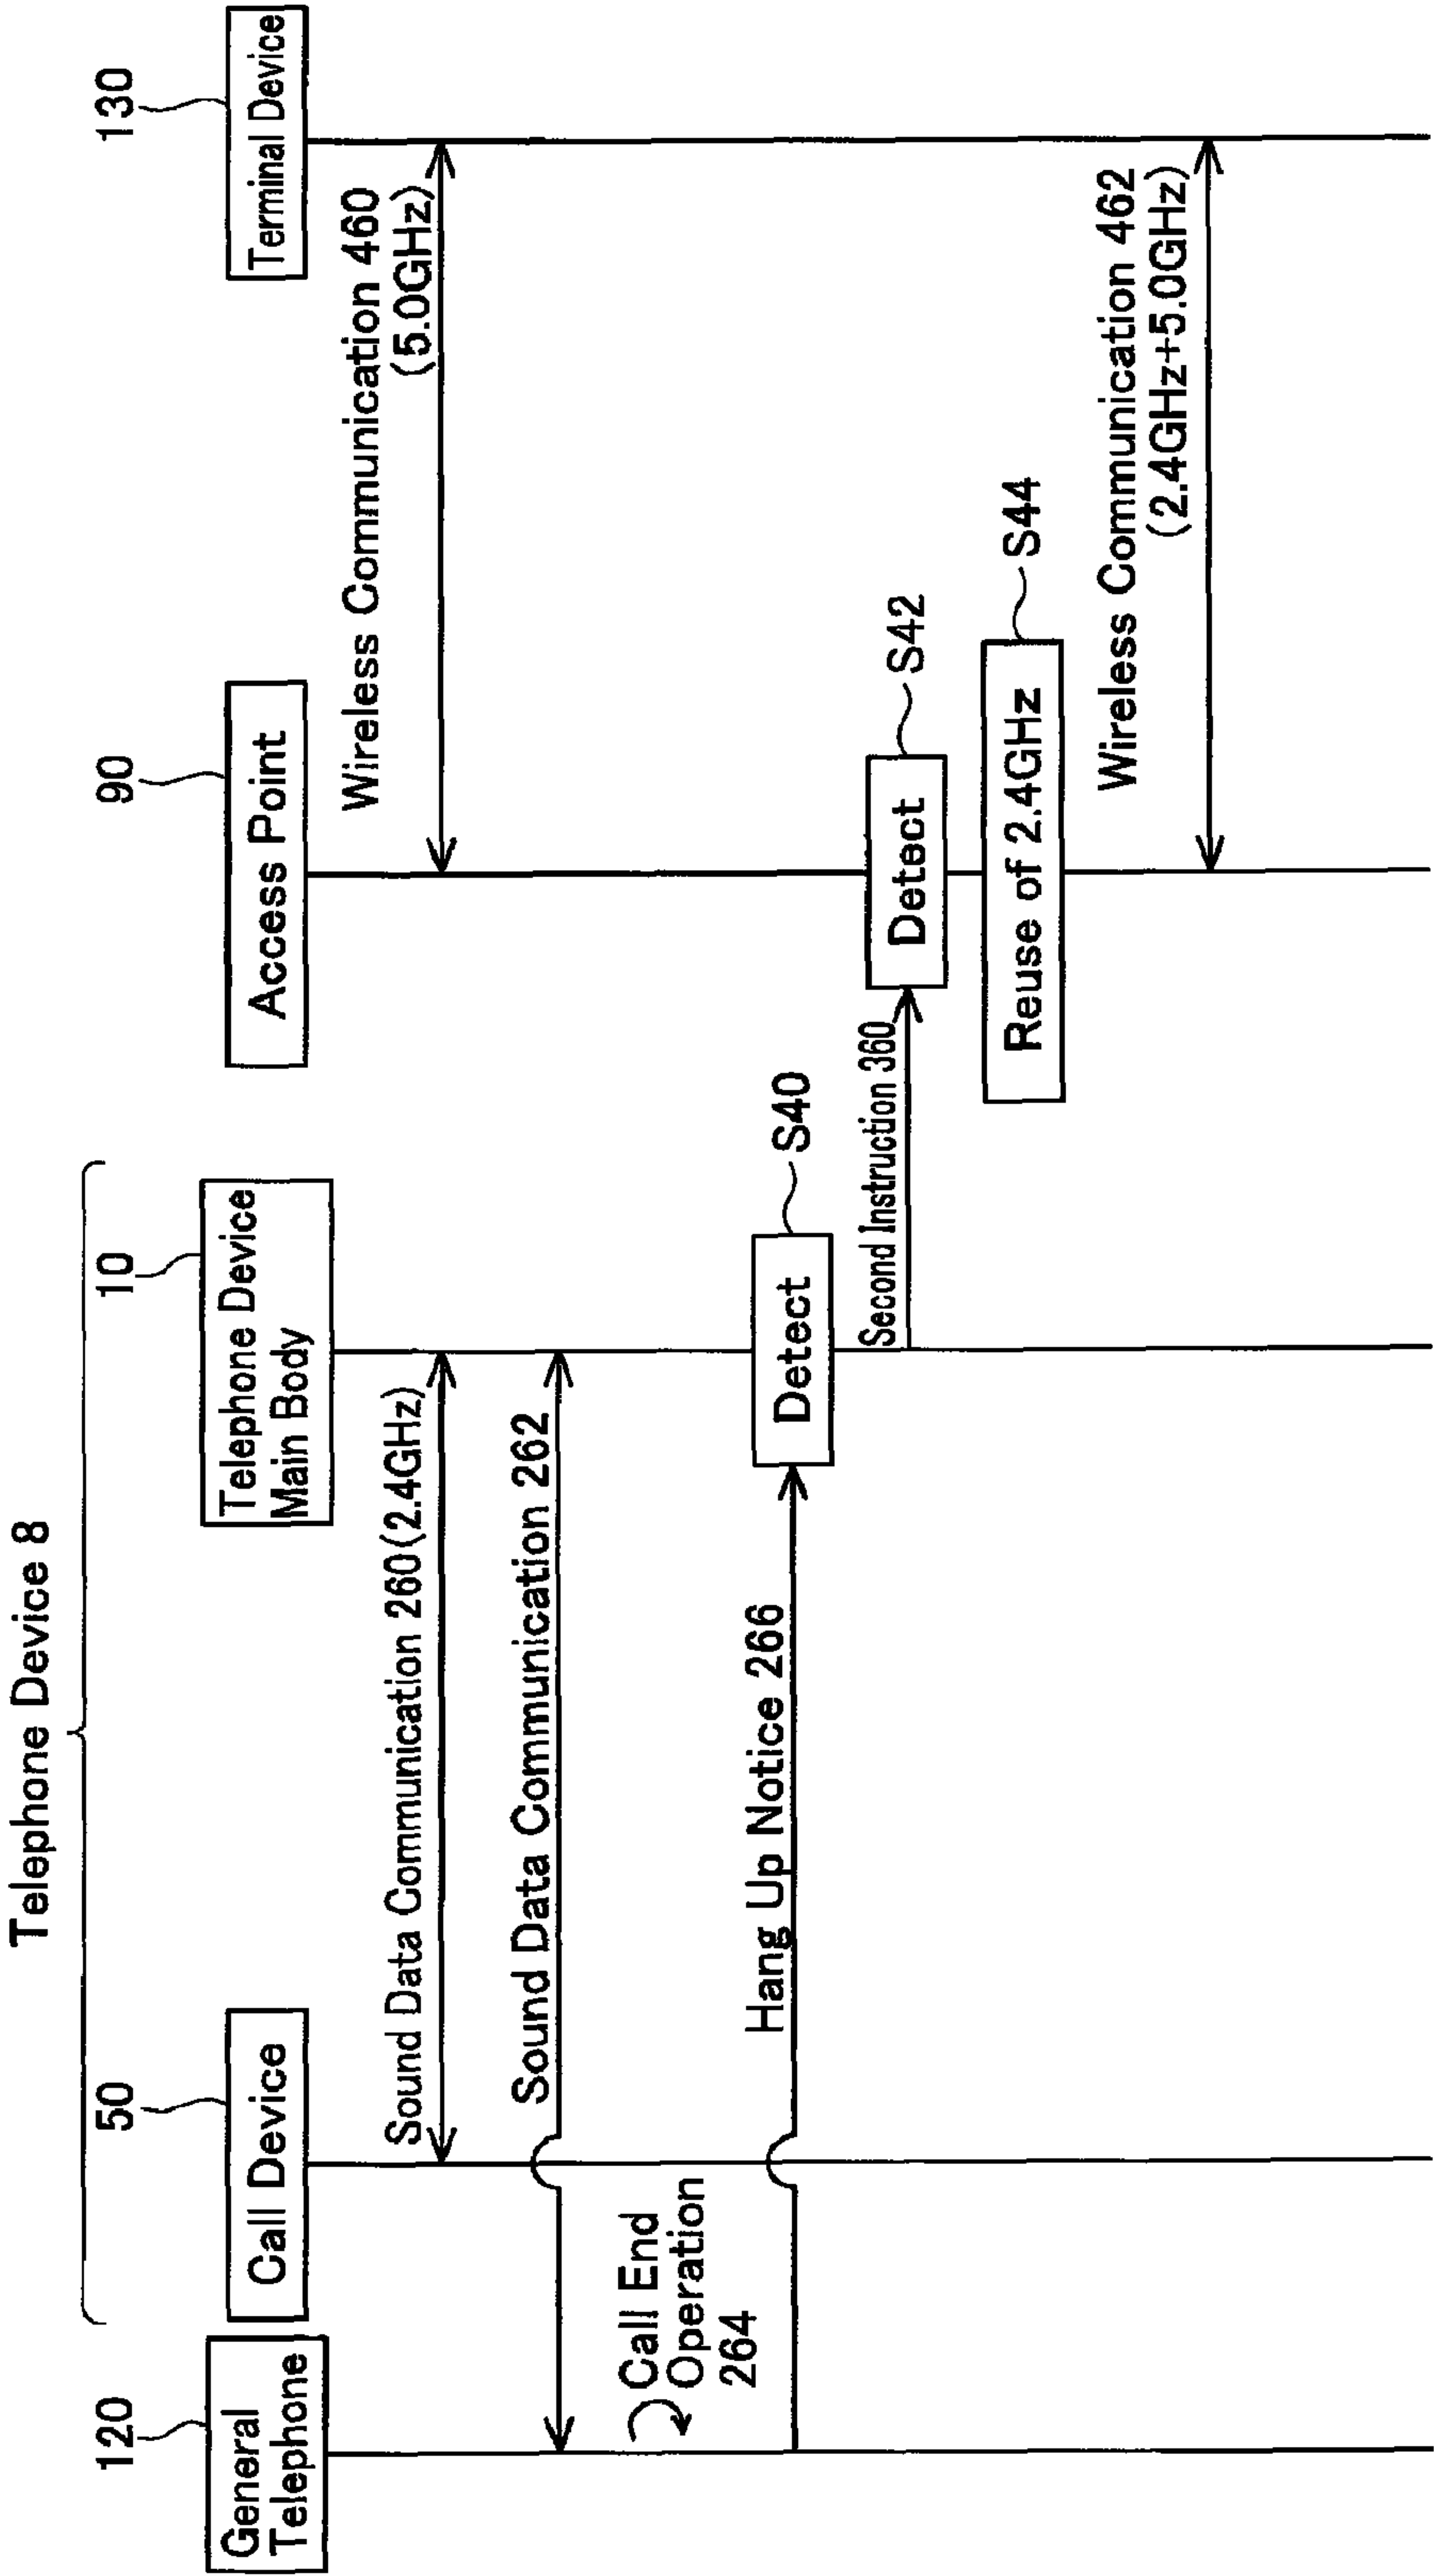 Telephone Device 8
120
50
10
90
130
General
Telephone
Call Device
Telephone Device
Main Body
Access Point
Terminal Device
Sound Data Communication 260(2.4GHz)
Wireless Communication 460
(5.0GHz)
Sound Data Communication 262
Call End
Operation
264
Hang Up Notice 266
Detect
S40
Second Instruction 360
Detect
S42
Reuse of 2.4GHz
S44
Wireless Communication 462
(2.4GHz+5.0GHz)